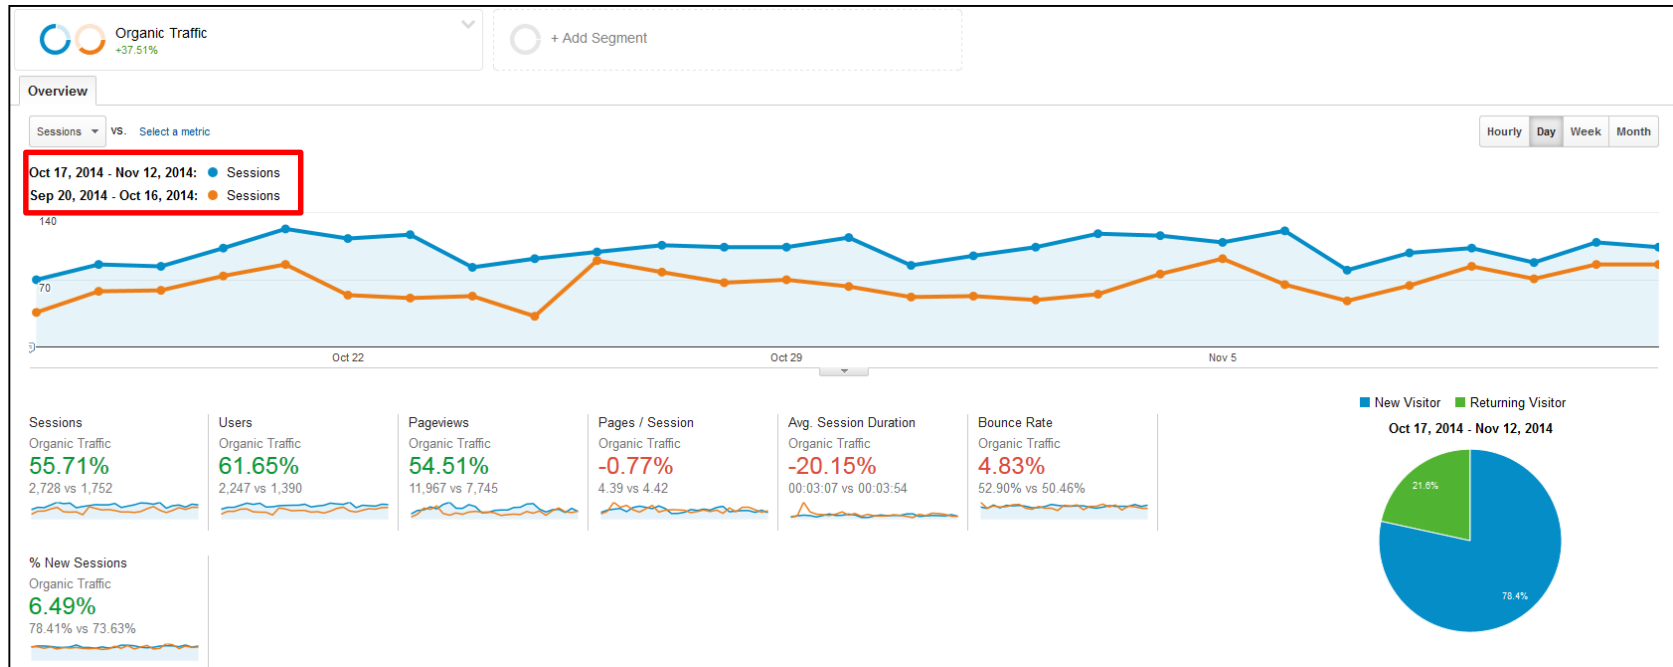 Organic Traffic
+37.51%
+ Add Segment
Overview
Sessions VS. Select a metric
Hourly Day Week Month
Oct 17, 2014 - Nov 12, 2014: Sessions
Sep 20, 2014 - Oct 16, 2014: Sessions
140
70
Oct 22 Oct 29 Nov 5
New Visitor Returning Visitor
Oct 17, 2014 - Nov 12, 2014
21.6%
78.4%
Sessions
Organic Traffic
55.71%
2,728 vs 1,752
Users
Organic Traffic
61.65%
2,247 vs 1,390
Pageviews
Organic Traffic
54.51%
11,967 vs 7,745
Pages / Session
Organic Traffic
-0.77%
4.39 vs 4.42
Avg. Session Duration
Organic Traffic
-20.15%
00:03:07 vs 00:03:54
Bounce Rate
Organic Traffic
4.83%
52.90% vs 50.46%
% New Sessions
Organic Traffic
6.49%
78.41% vs 73.63%